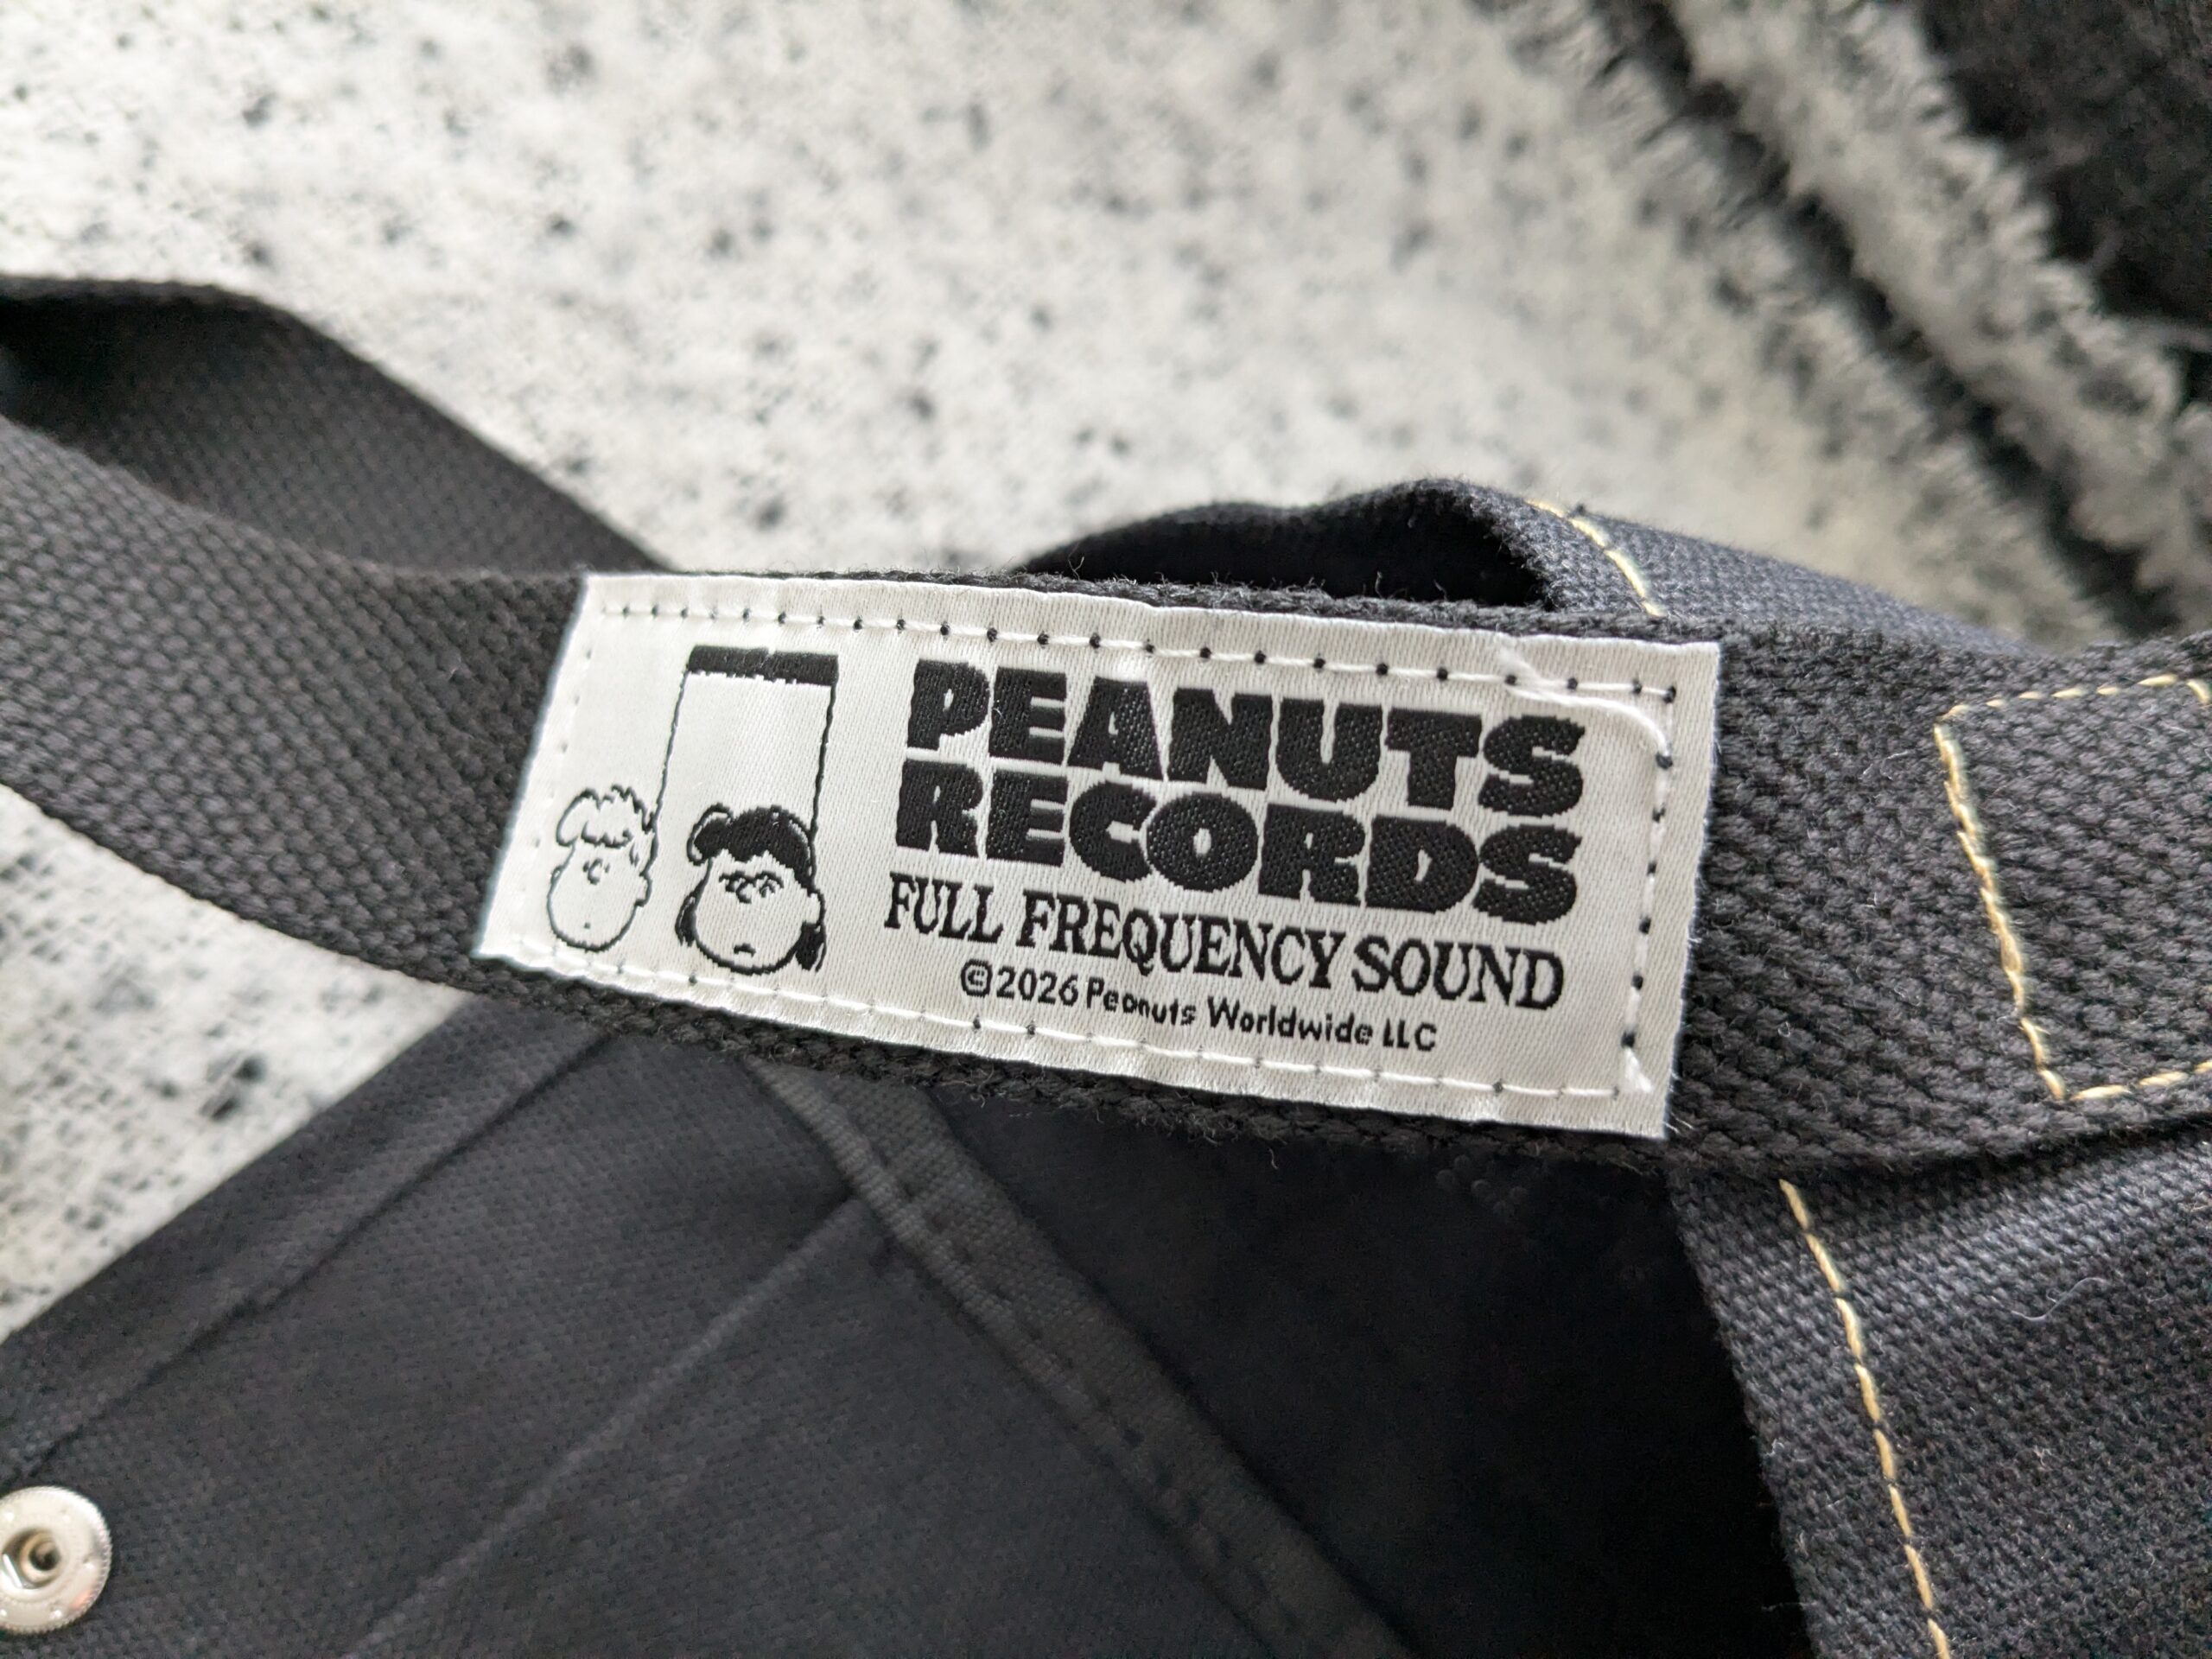 PEANUTS
RECORDS
FULL FREQUENCY SOUND
©2026 Peanuts Worldwide LLC